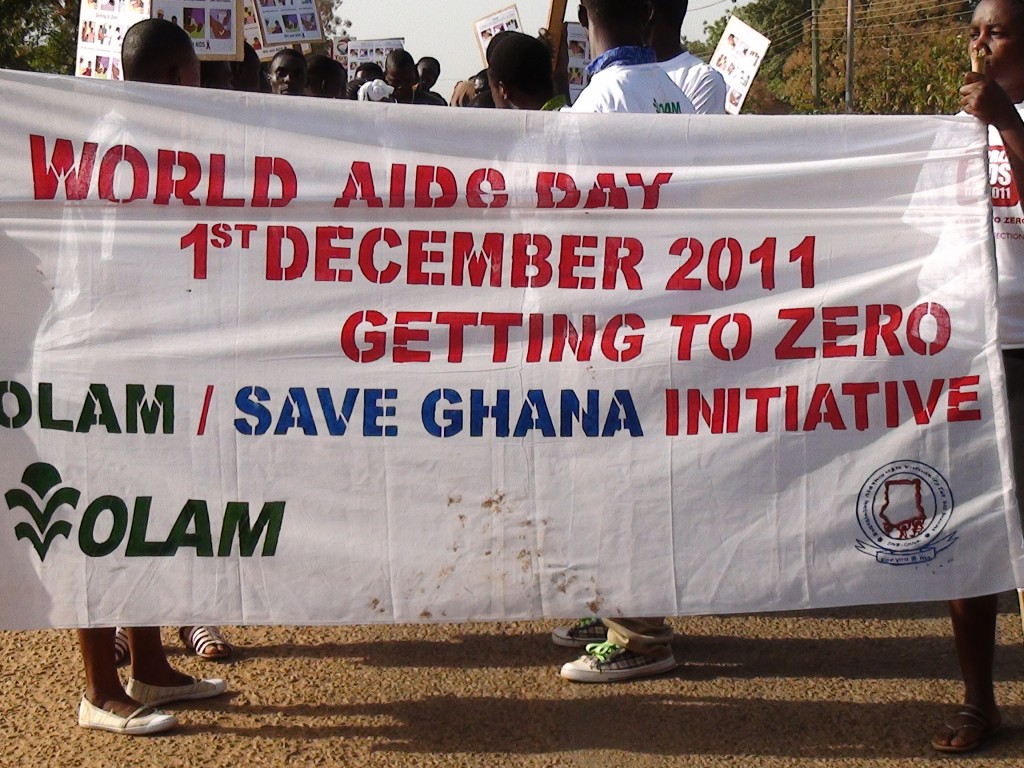 WORLD AIDS DAY
1ST DECEMBER 2011
GETTING TO ZERO
OLAM / SAVE GHANA INITIATIVE
OLAM